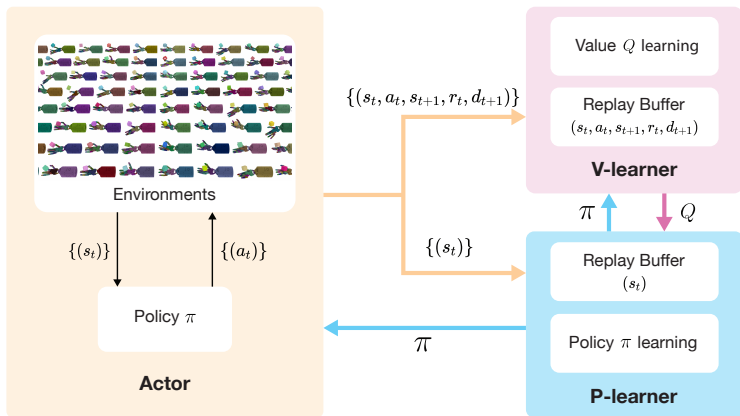 Environments
{(s_t)}
{(a_t)}
Policy π
Actor
{(s_t, a_t, s_{t+1}, r_t, d_{t+1})}
{(s_t)}
π
Value Q learning
Replay Buffer
(s_t, a_t, s_{t+1}, r_t, d_{t+1})
V-learner
π
Q
Replay Buffer
(s_t)
Policy π learning
P-learner